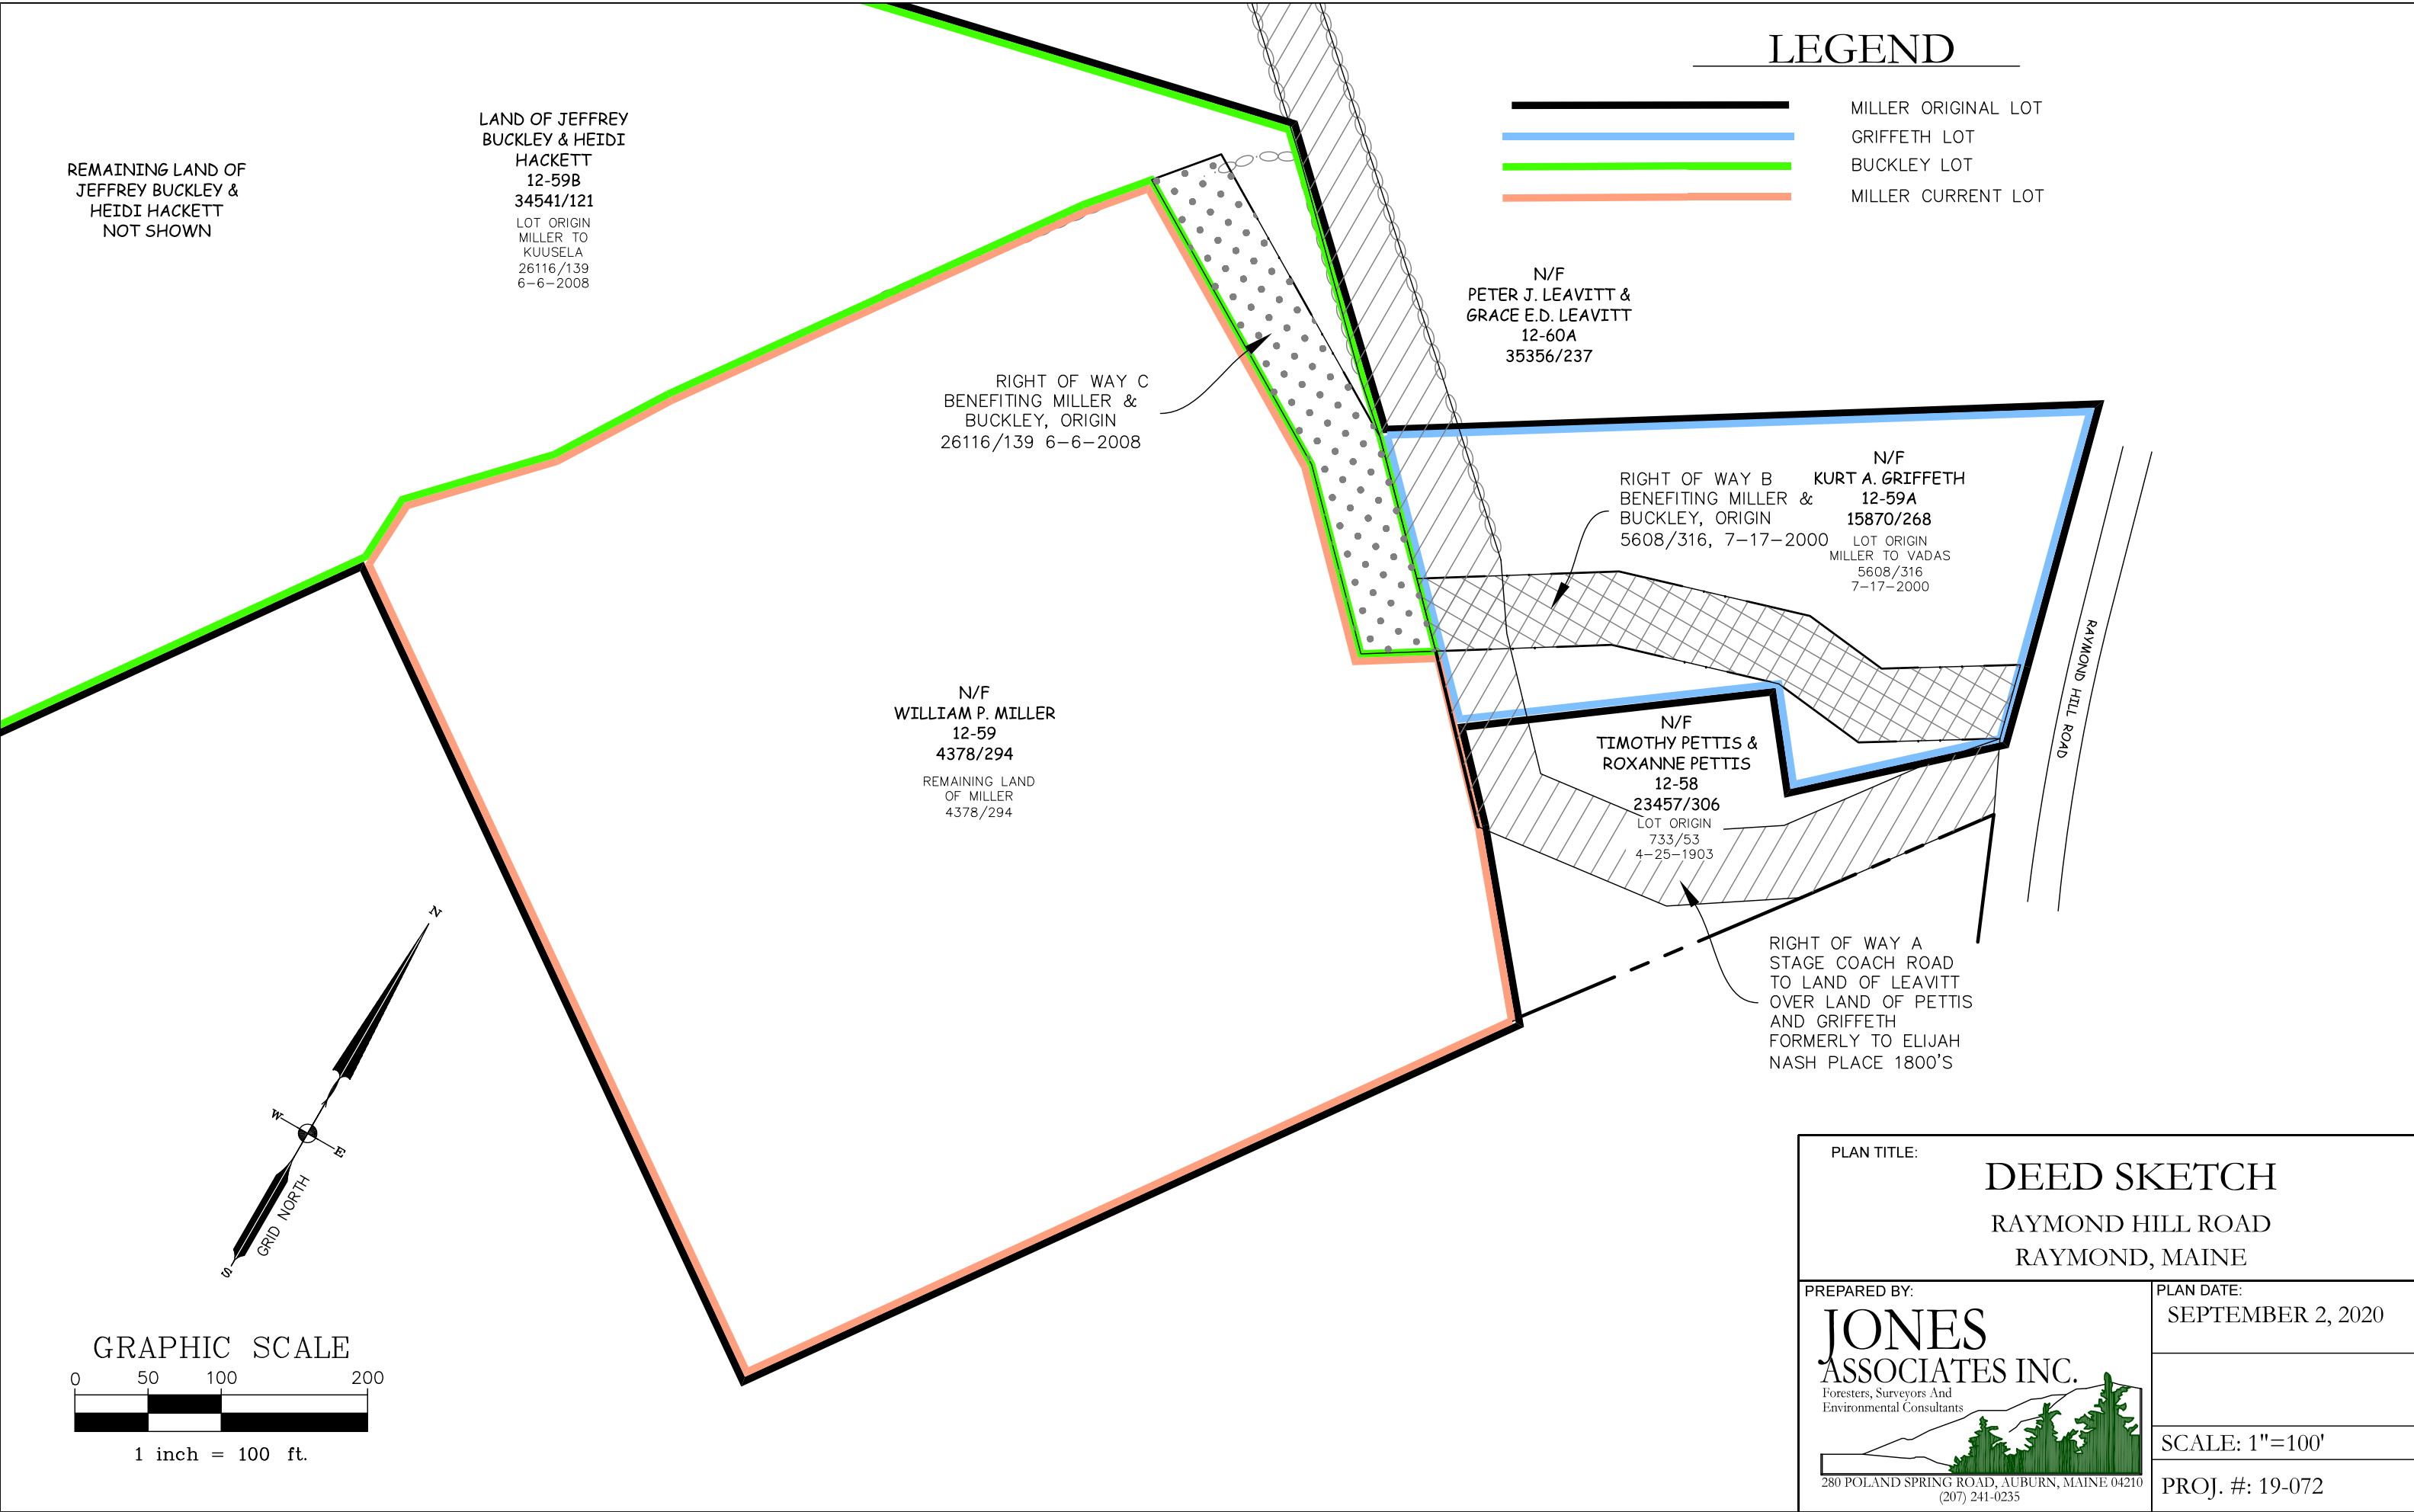 LEGEND
MILLER ORIGINAL LOT
GRIFFETH LOT
BUCKLEY LOT
MILLER CURRENT LOT
REMAINING LAND OF
JEFFREY BUCKLEY &
HEIDI HACKETT
NOT SHOWN
LAND OF JEFFREY
BUCKLEY & HEIDI
HACKETT
12-59B
34541/121
LOT ORIGIN
MILLER TO
KUUSELA
26116/139
6-6-2008
N/F
PETER J. LEAVITT &
GRACE E.D. LEAVITT
12-60A
35356/237
RIGHT OF WAY C
BENEFITING MILLER &
BUCKLEY, ORIGIN
26116/139 6-6-2008
RIGHT OF WAY B
BENEFITING MILLER &
BUCKLEY, ORIGIN
5608/316, 7-17-2000
N/F
KURT A. GRIFFETH
12-59A
15870/268
LOT ORIGIN
MILLER TO VADAS
5608/316
7-17-2000
RAYMOND HILL ROAD
N/F
WILLIAM P. MILLER
12-59
4378/294
REMAINING LAND
OF MILLER
4378/294
N/F
TIMOTHY PETTIS &
ROXANNE PETTIS
12-58
23457/306
LOT ORIGIN
733/53
4-25-1903
RIGHT OF WAY A
STAGE COACH ROAD
TO LAND OF LEAVITT
OVER LAND OF PETTIS
AND GRIFFETH
FORMERLY TO ELIJAH
NASH PLACE 1800'S
N
W
E
S
GRID NORTH
GRAPHIC SCALE
0 50 100 200
1 inch = 100 ft.
PLAN TITLE:
DEED SKETCH
RAYMOND HILL ROAD
RAYMOND, MAINE
PREPARED BY:
JONES
ASSOCIATES INC.
Foresters, Surveyors And
Environmental Consultants
280 POLAND SPRING ROAD, AUBURN, MAINE 04210
(207) 241-0235
PLAN DATE:
SEPTEMBER 2, 2020
SCALE: 1"=100'
PROJ. #: 19-072